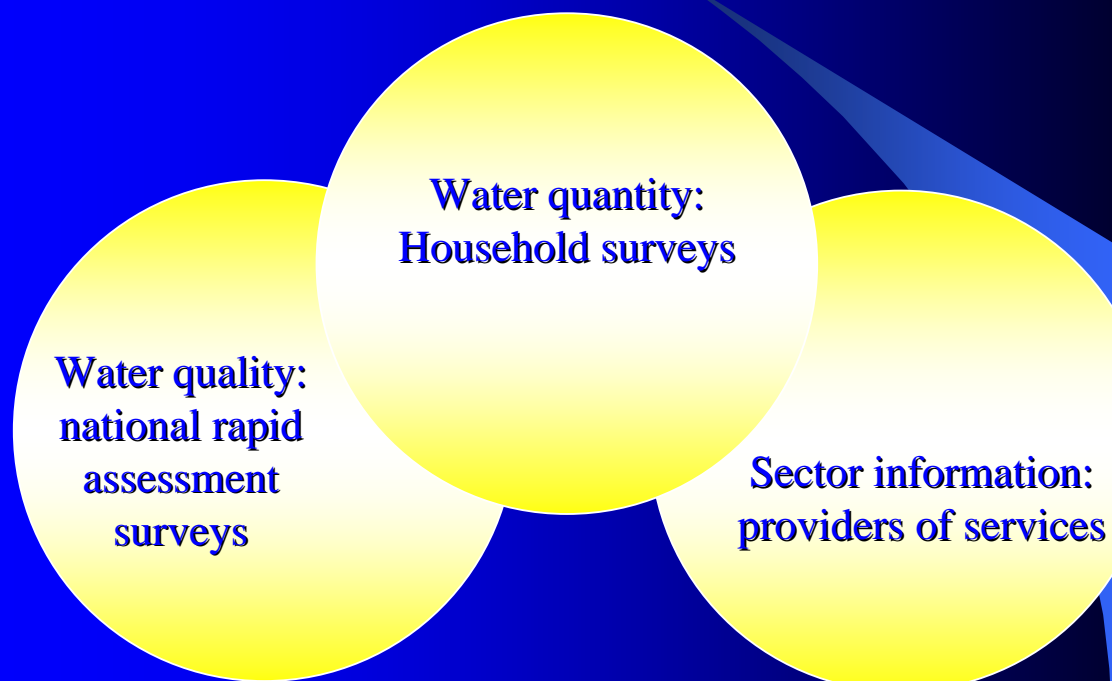 Water quantity:
Household surveys
Water quality:
national rapid
assessment
surveys
Sector information:
providers of services